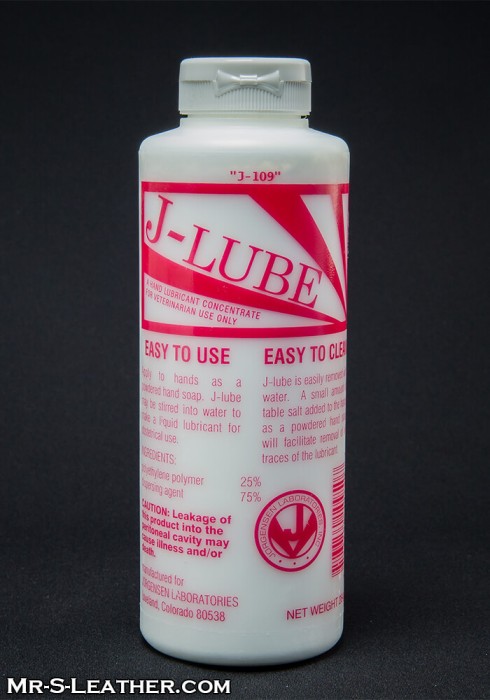 "J-109"
J-LUBE
HAND LUBRICANT CONCENTRATE
FOR VETERINARIAN USE ONLY
EASY TO USE
to hands as a
powdered hand soap. J-lube
may be stirred into water to
make a liquid lubricant for
obstetrical use.
INGREDIENTS:
polyethylene polymer 25%
dispersing agent 75%
CAUTION: Leakage of
this product into the
peritoneal cavity may
cause illness and/or
death.
manufactured for
JORGENSEN LABORATORIES
Loveland, Colorado 80538
EASY TO CLEA
J-lube is easily removed
water. A small amount
table salt added to the
as a powdered hand
will facilitate removal
traces of the lubricant.
JORGENSEN LABORATORIES, INC.
NET WEIGHT
Mr-S-Leather.com